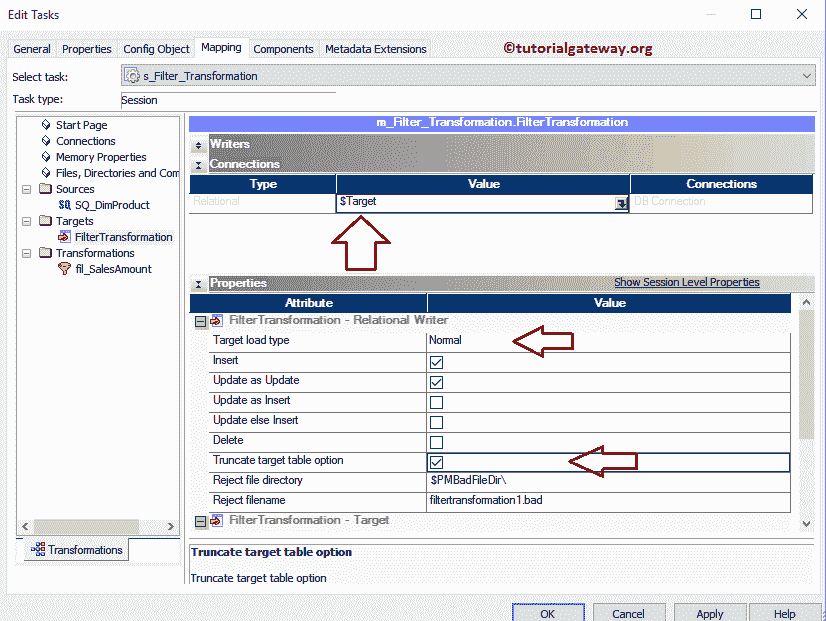 Edit Tasks
General Properties Config Object Mapping Components Metadata Extensions ©tutorialgateway.org
Select task: s_Filter_Transformation
Task type: Session
Start Page
Connections
Memory Properties
Files, Directories and Com
Sources
SQ_DimProduct
Targets
FilterTransformation
Transformations
fil_SalesAmount
Transformations
m_Filter_Transformation.FilterTransformation
Writers
Connections
Type Value Connections
Relational $Target DB Connection
Properties Show Session Level Properties
Attribute Value
FilterTransformation - Relational Writer
Target load type Normal
Insert
Update as Update
Update as Insert
Update else Insert
Delete
Truncate target table option
Reject file directory $PMBadFileDir\
Reject filename filtertransformation1.bad
FilterTransformation - Target
Truncate target table option
Truncate target table option
OK Cancel Apply Help